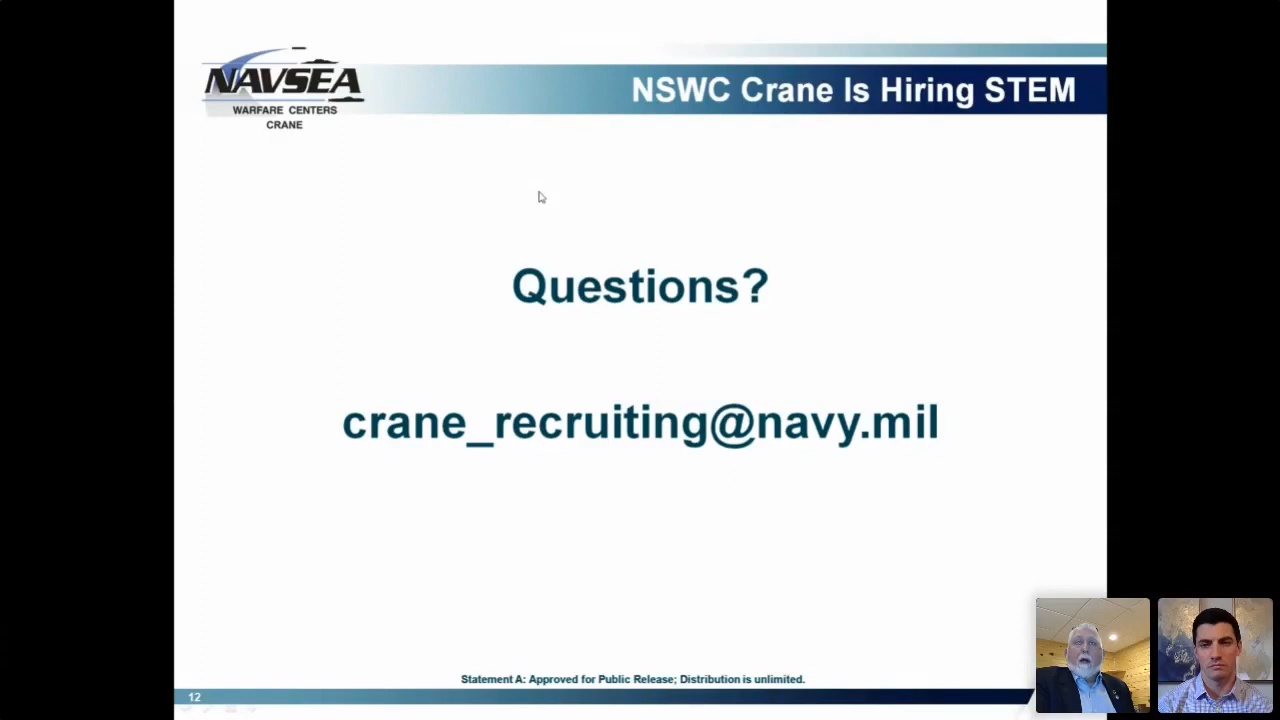 NAVSEA
WARFARE CENTERS
CRANE
NSWC Crane Is Hiring STEM
Questions?
crane_recruiting@navy.mil
Statement A: Approved for Public Release; Distribution is unlimited.
12